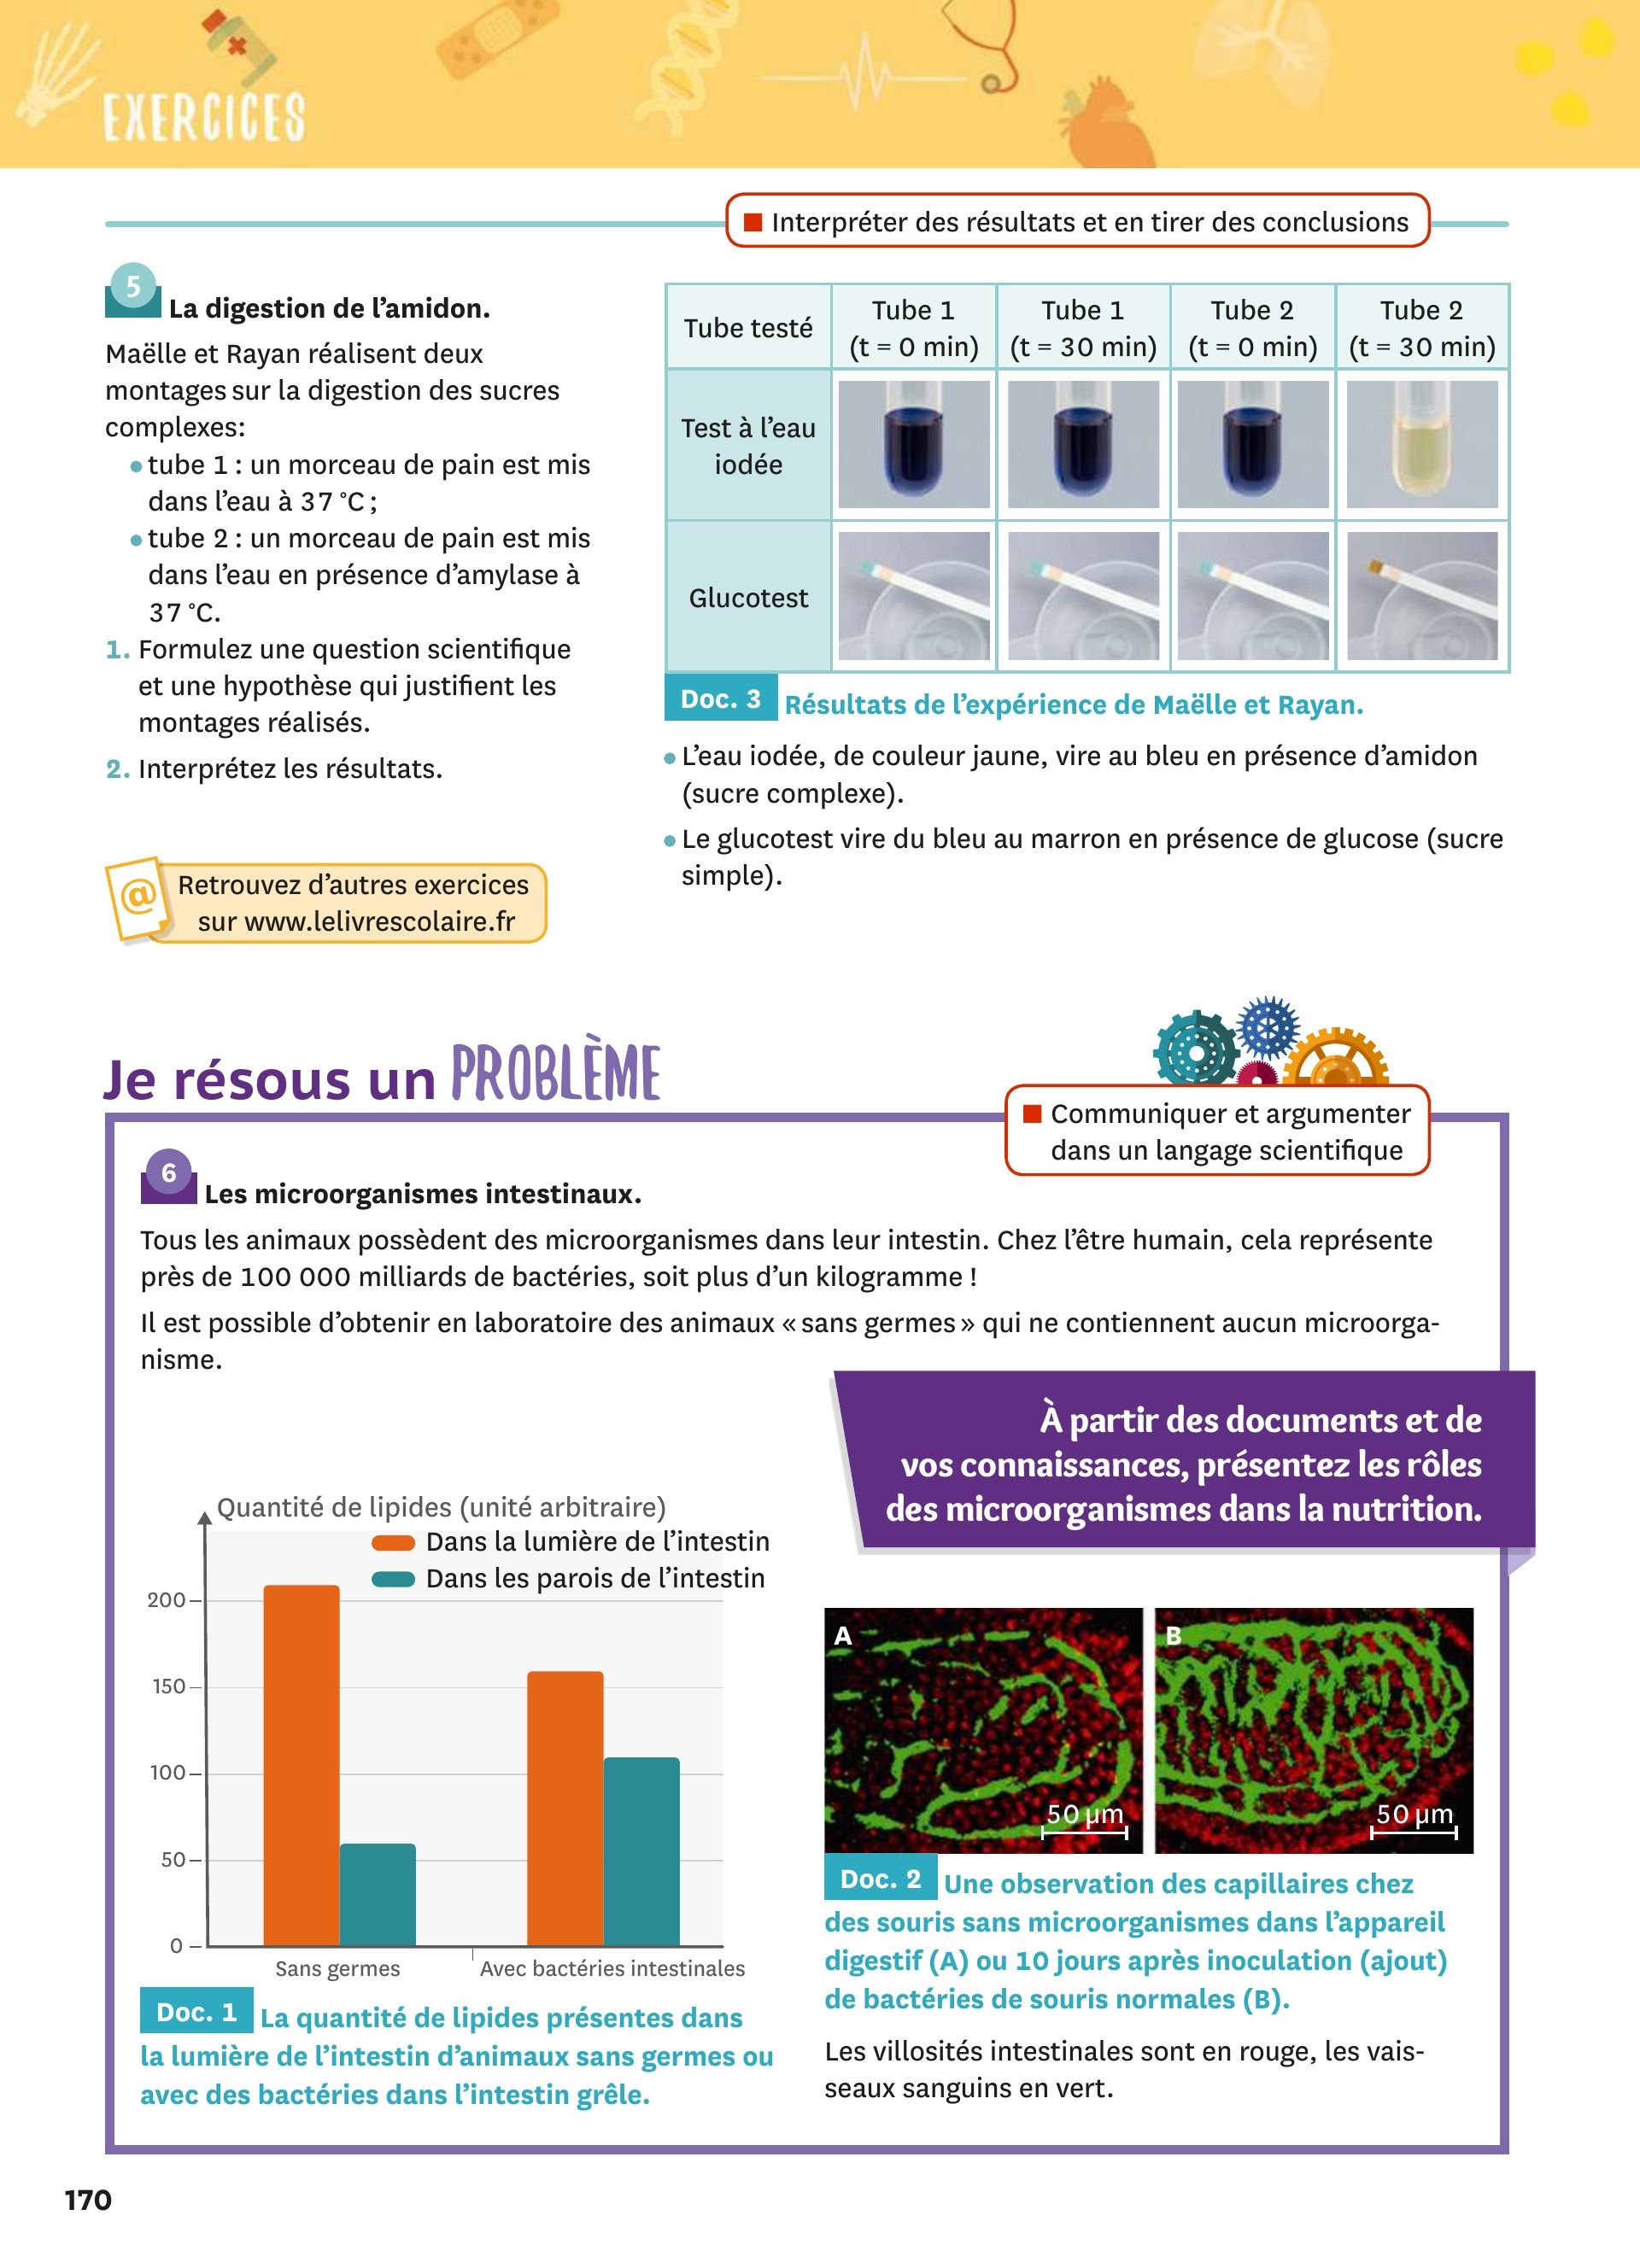 EXERCICES
Interpréter des résultats et en tirer des conclusions
5
La digestion de l’amidon.
Maëlle et Rayan réalisent deux
montages sur la digestion des sucres
complexes:
• tube 1 : un morceau de pain est mis
dans l’eau à 37 °C ;
• tube 2 : un morceau de pain est mis
dans l’eau en présence d’amylase à
37 °C.
1. Formulez une question scientifique
et une hypothèse qui justifient les
montages réalisés.
2. Interprétez les résultats.
@
Retrouvez d’autres exercices
sur www.lelivrescolaire.fr
Tube testé
Tube 1
(t = 0 min)
Tube 1
(t = 30 min)
Tube 2
(t = 0 min)
Tube 2
(t = 30 min)
Test à l’eau
iodée
Glucotest
Doc. 3 Résultats de l’expérience de Maëlle et Rayan.
• L’eau iodée, de couleur jaune, vire au bleu en présence d’amidon
(sucre complexe).
• Le glucotest vire du bleu au marron en présence de glucose (sucre
simple).
Je résous un PROBLÈME
Communiquer et argumenter
dans un langage scientifique
6
Les microorganismes intestinaux.
Tous les animaux possèdent des microorganismes dans leur intestin. Chez l’être humain, cela représente
près de 100 000 milliards de bactéries, soit plus d’un kilogramme !
Il est possible d’obtenir en laboratoire des animaux « sans germes » qui ne contiennent aucun microorga-
nisme.
À partir des documents et de
vos connaissances, présentez les rôles
des microorganismes dans la nutrition.
Quantité de lipides (unité arbitraire)
Dans la lumière de l’intestin
Dans les parois de l’intestin
200
150
100
50
0
Sans germes
Avec bactéries intestinales
Doc. 1 La quantité de lipides présentes dans
la lumière de l’intestin d’animaux sans germes ou
avec des bactéries dans l’intestin grêle.
A
50 µm
B
50 µm
Doc. 2 Une observation des capillaires chez
des souris sans microorganismes dans l’appareil
digestif (A) ou 10 jours après inoculation (ajout)
de bactéries de souris normales (B).
Les villosités intestinales sont en rouge, les vais-
seaux sanguins en vert.
170